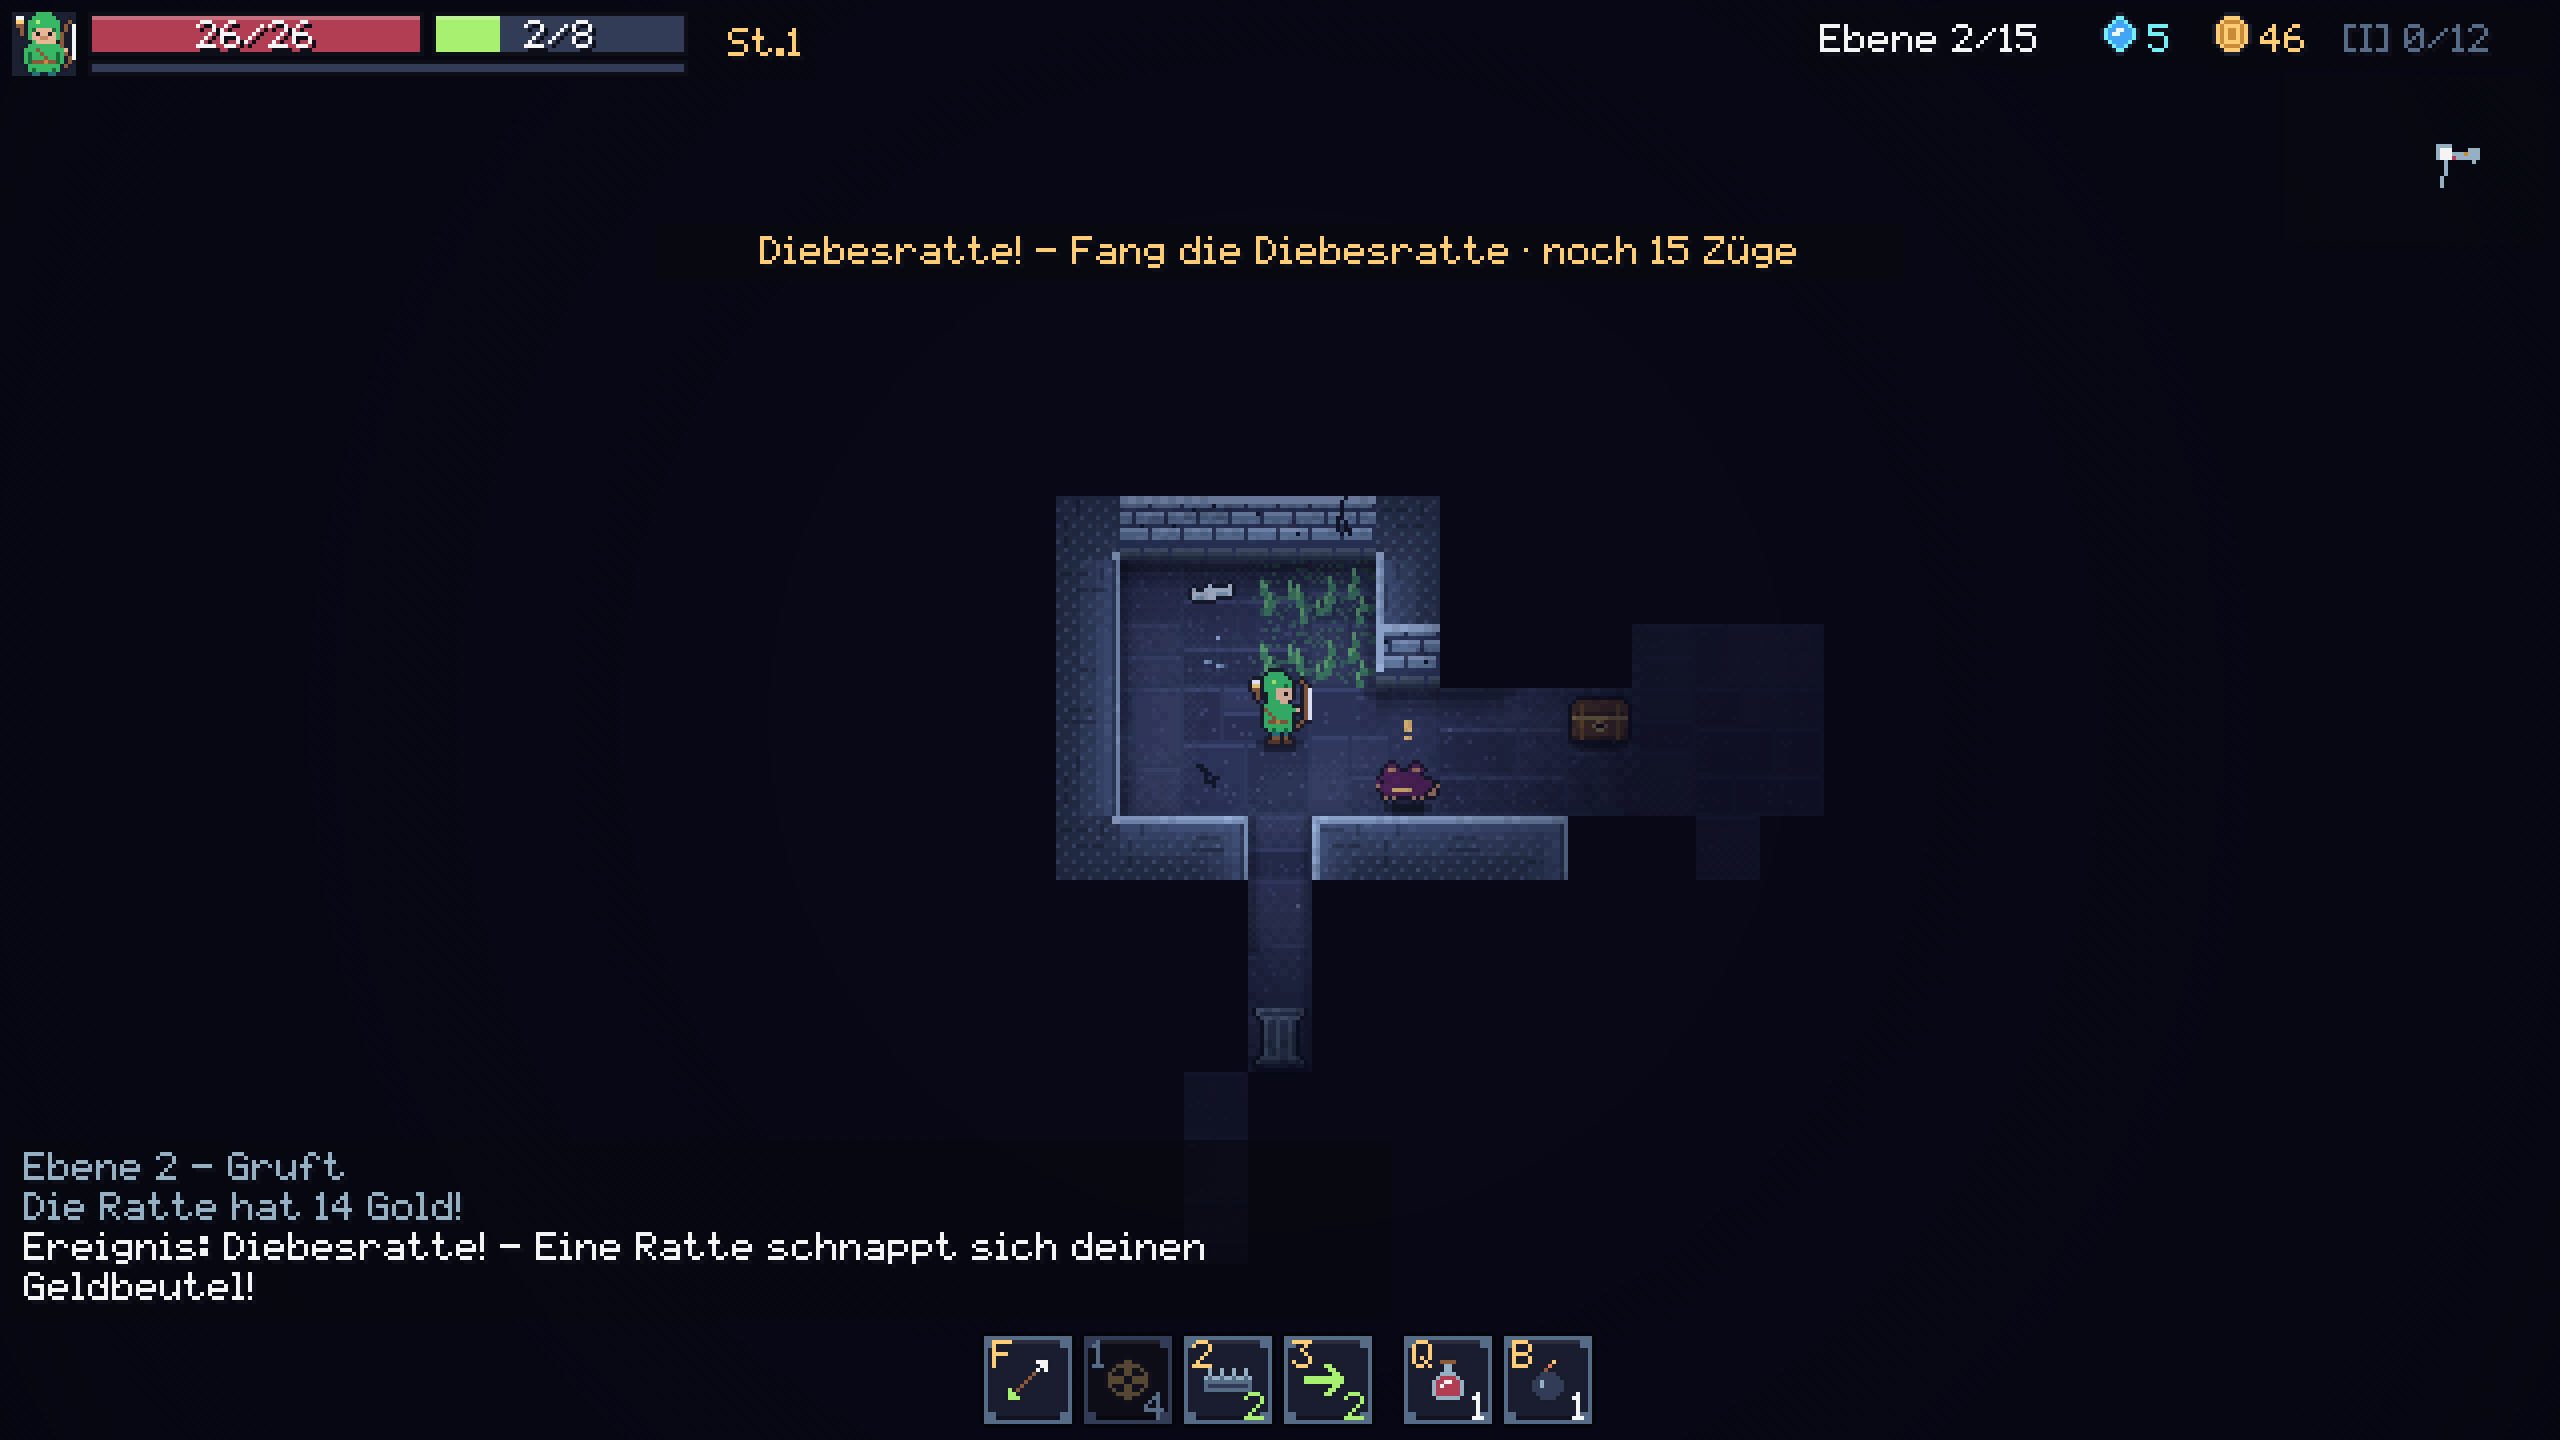 26/26 2/8 St.1 Ebene 2/15 5 46 [I] 0/12
Diebesratte! – Fang die Diebesratte · noch 15 Züge
!
Ebene 2 – Gruft
Die Ratte hat 14 Gold!
Ereignis: Diebesratte! – Eine Ratte schnappt sich deinen
Geldbeutel!
F 1 4 2 2 3 2 Q 1 B 1